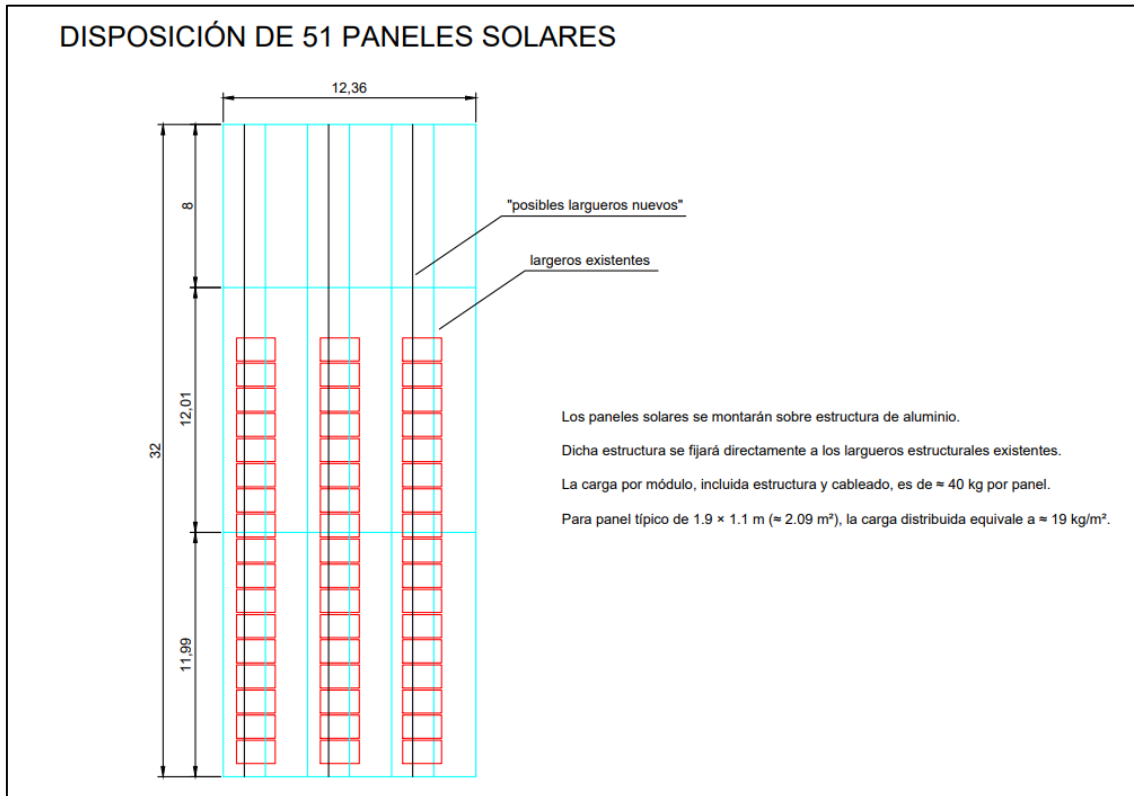 DISPOSICIÓN DE 51 PANELES SOLARES
12,36
8
"posibles largueros nuevos"
largeros existentes
12,01
32
Los paneles solares se montarán sobre estructura de aluminio.
Dicha estructura se fijará directamente a los largueros estructurales existentes.
La carga por módulo, incluida estructura y cableado, es de ≈ 40 kg por panel.
Para panel típico de 1.9 × 1.1 m (≈ 2.09 m²), la carga distribuida equivale a ≈ 19 kg/m².
11,99